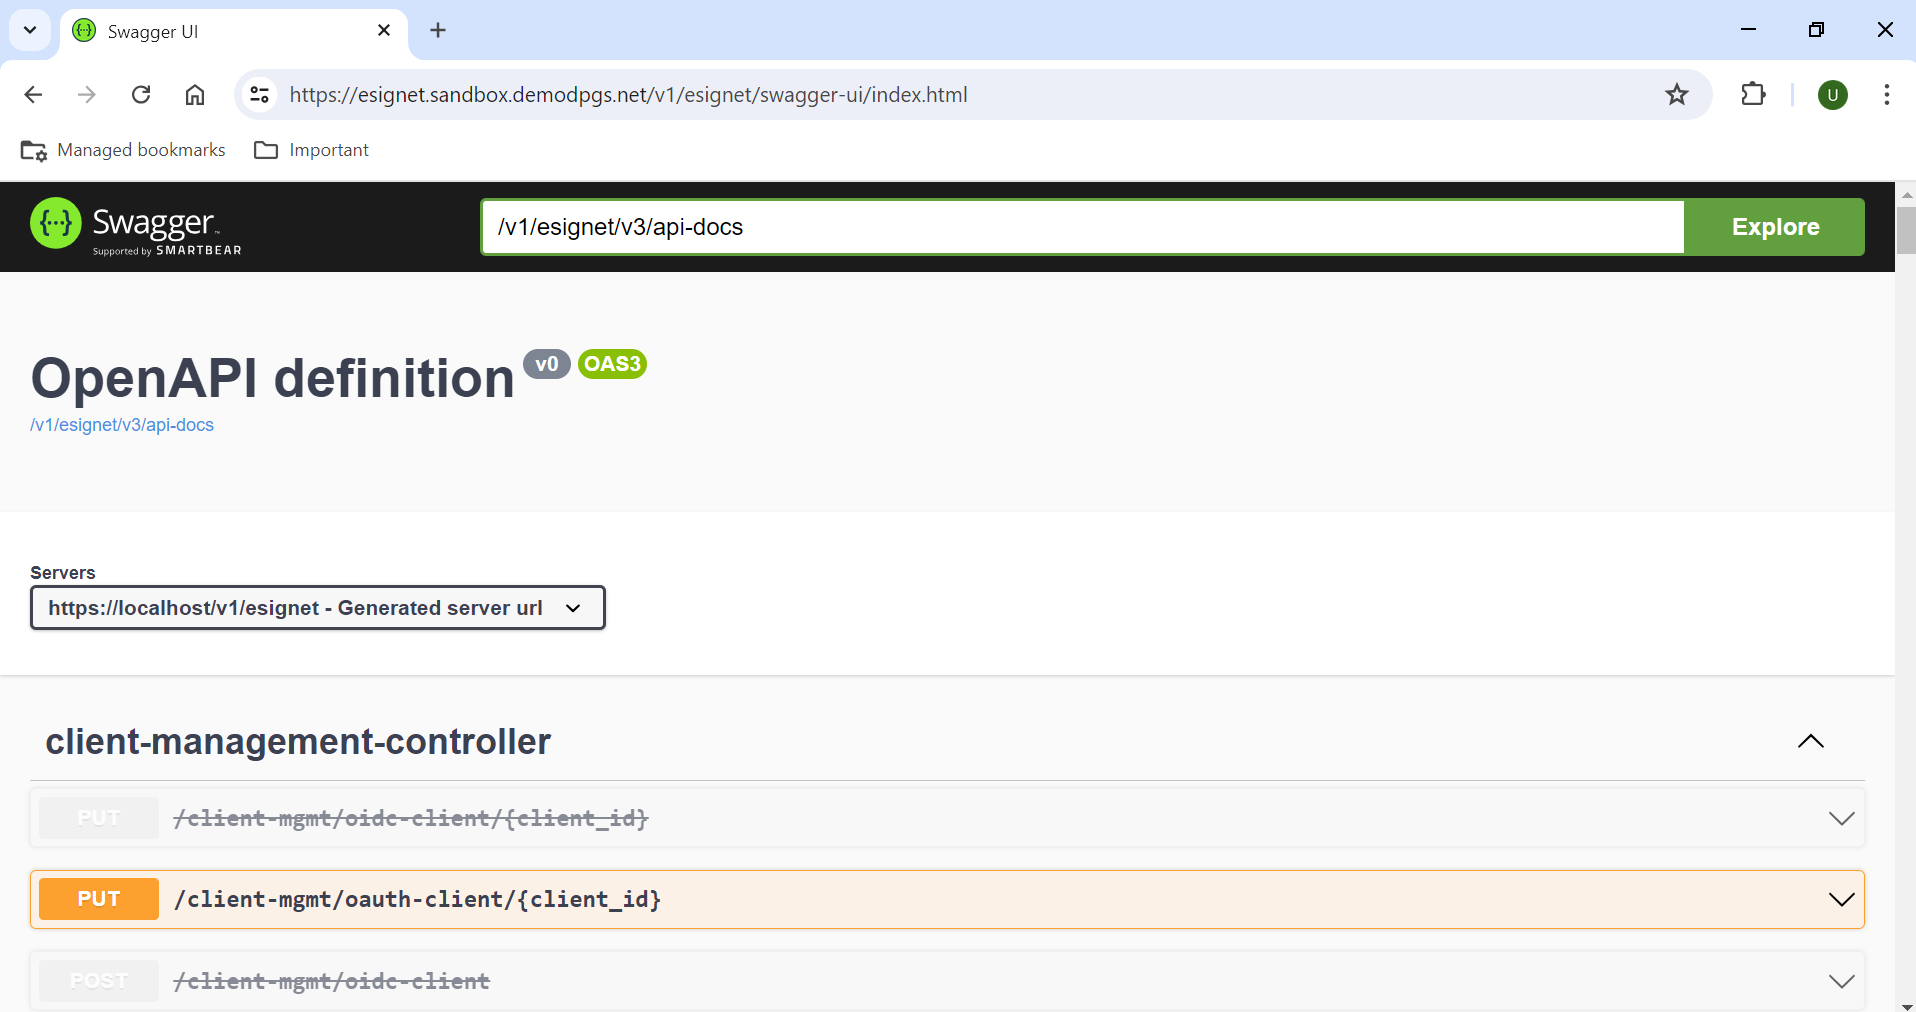 Swagger UI
https://esignet.sandbox.demodpgs.net/v1/esignet/swagger-ui/index.html
U
Managed bookmarks
Important
{···} Swagger™
Supported by SMARTBEAR
/v1/esignet/v3/api-docs
Explore
OpenAPI definition v0 OAS3
/v1/esignet/v3/api-docs
Servers
https://localhost/v1/esignet - Generated server url
client-management-controller
PUT /client-mgmt/oidc-client/{client_id}
PUT /client-mgmt/oauth-client/{client_id}
POST /client-mgmt/oidc-client